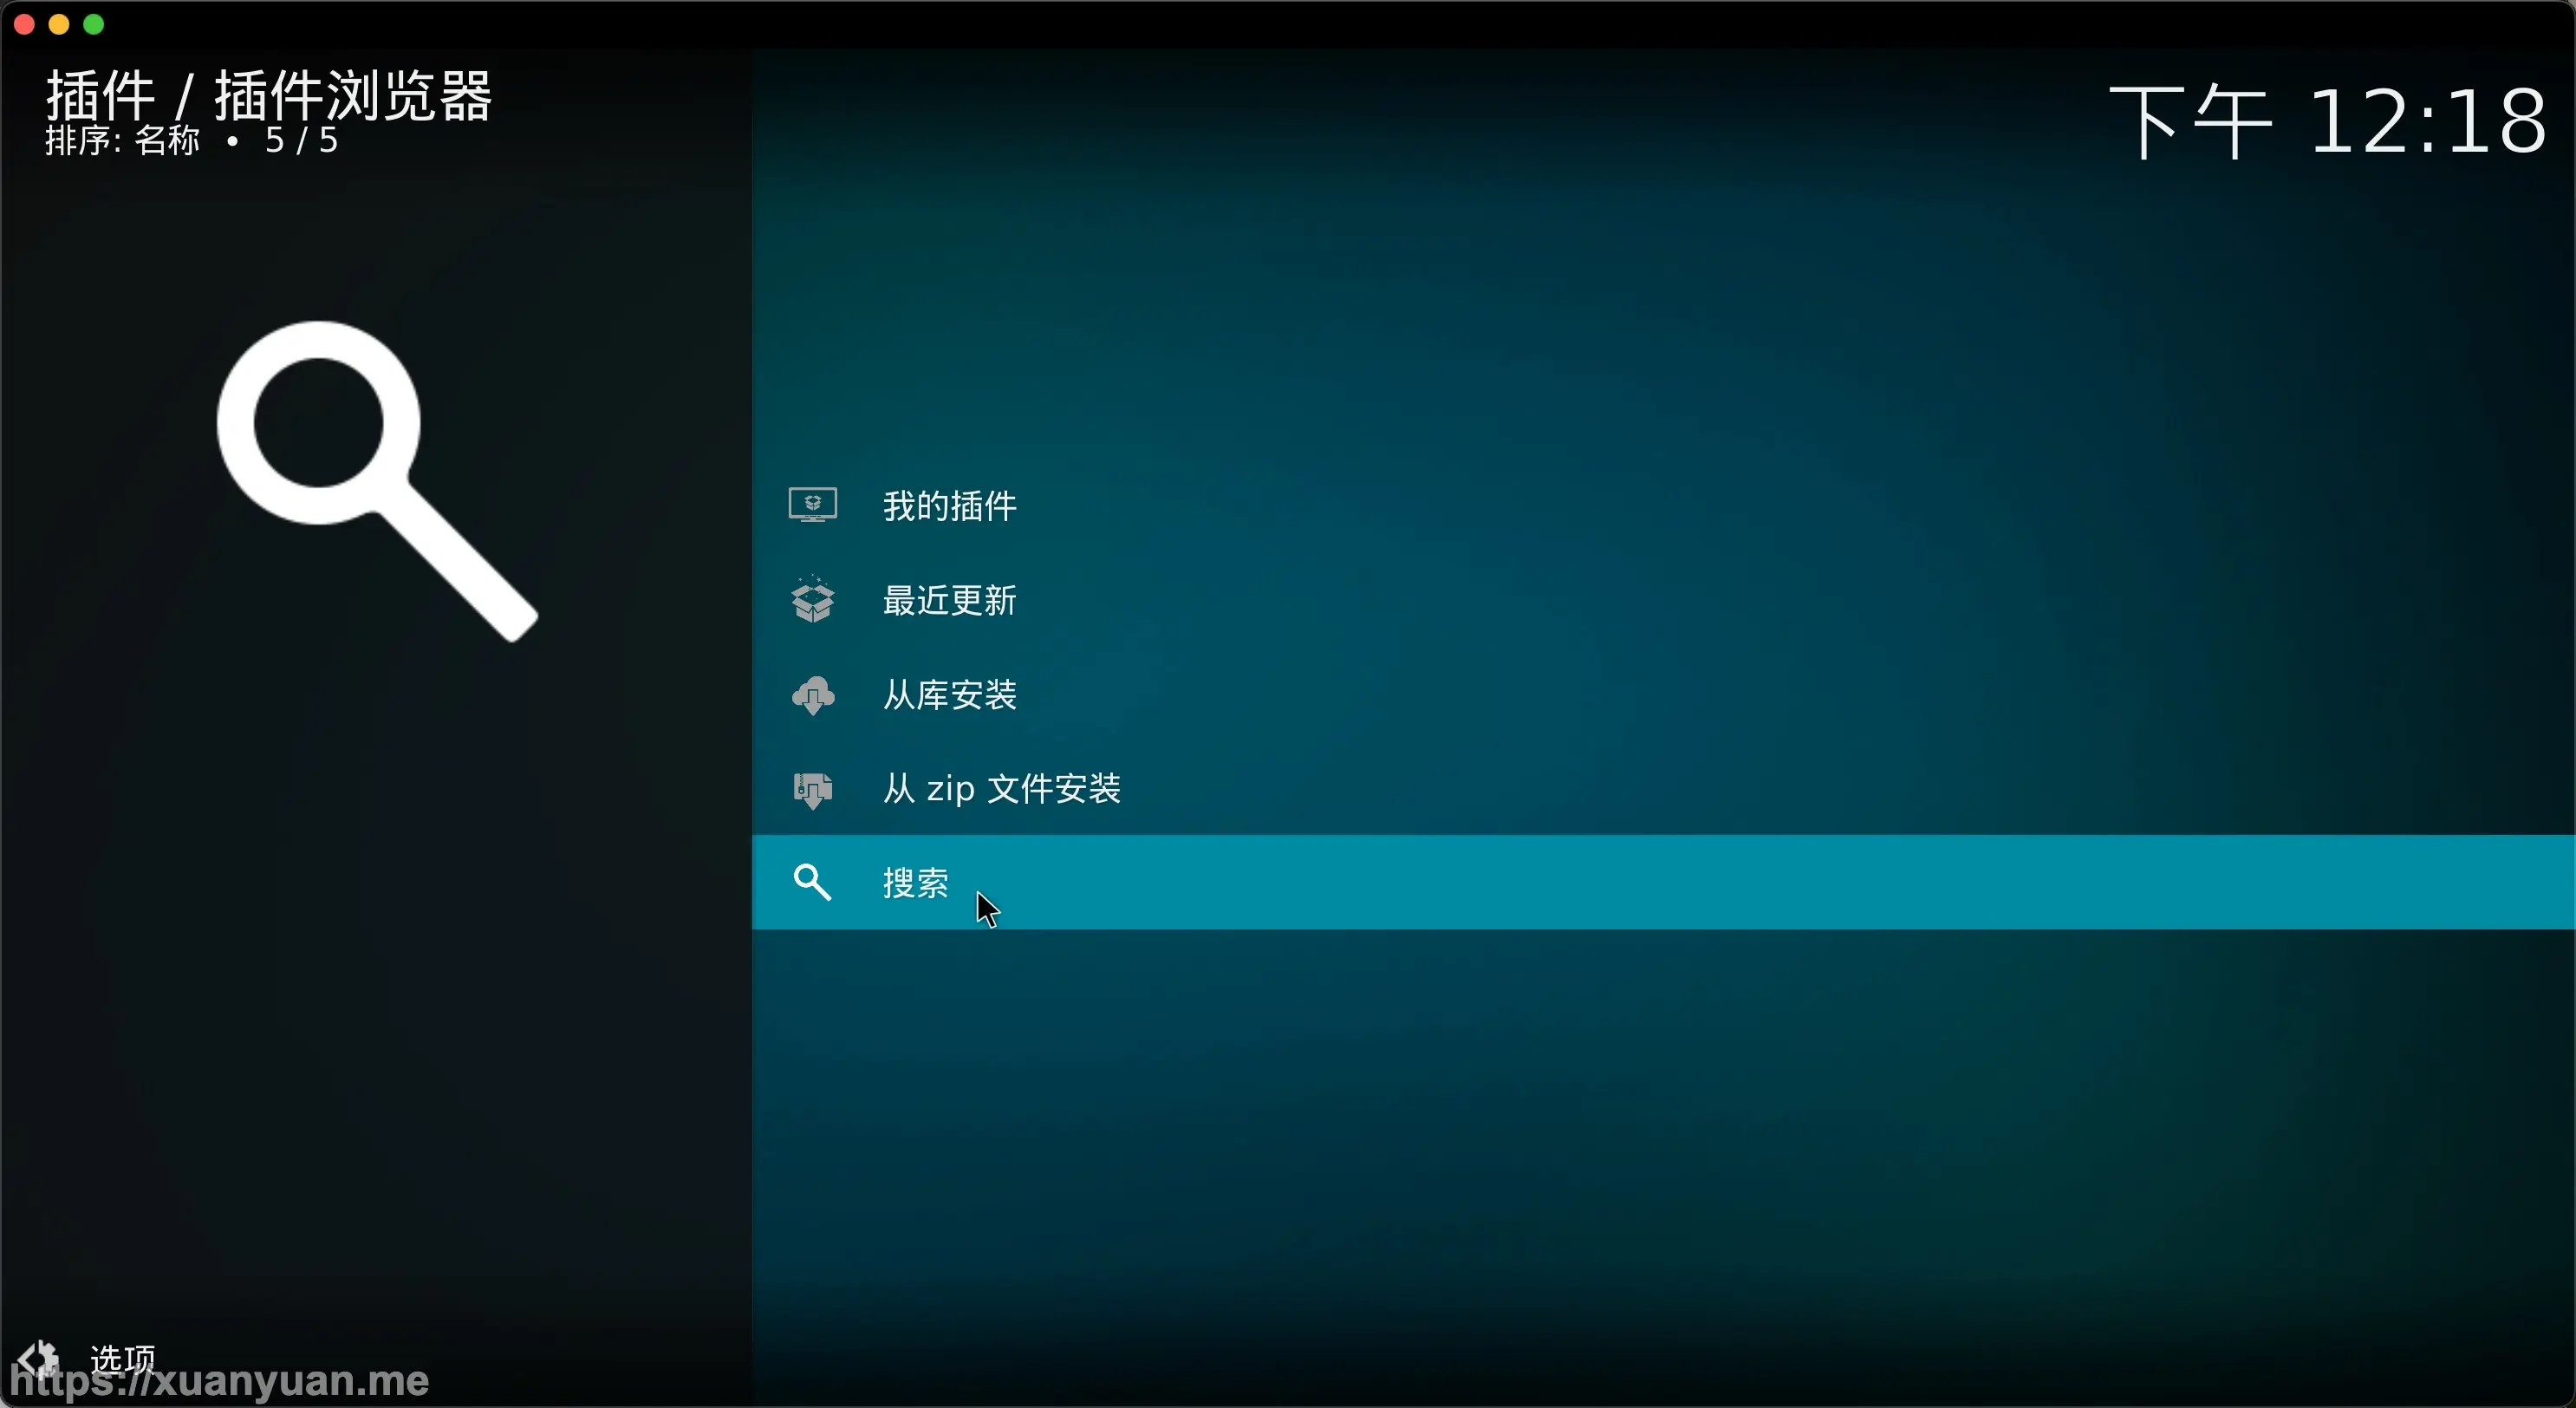 插件 / 插件浏览器
排序: 名称 • 5 / 5
下午 12:18
我的插件
最近更新
从库安装
从 zip 文件安装
搜索
选项
https://xuanyuan.me